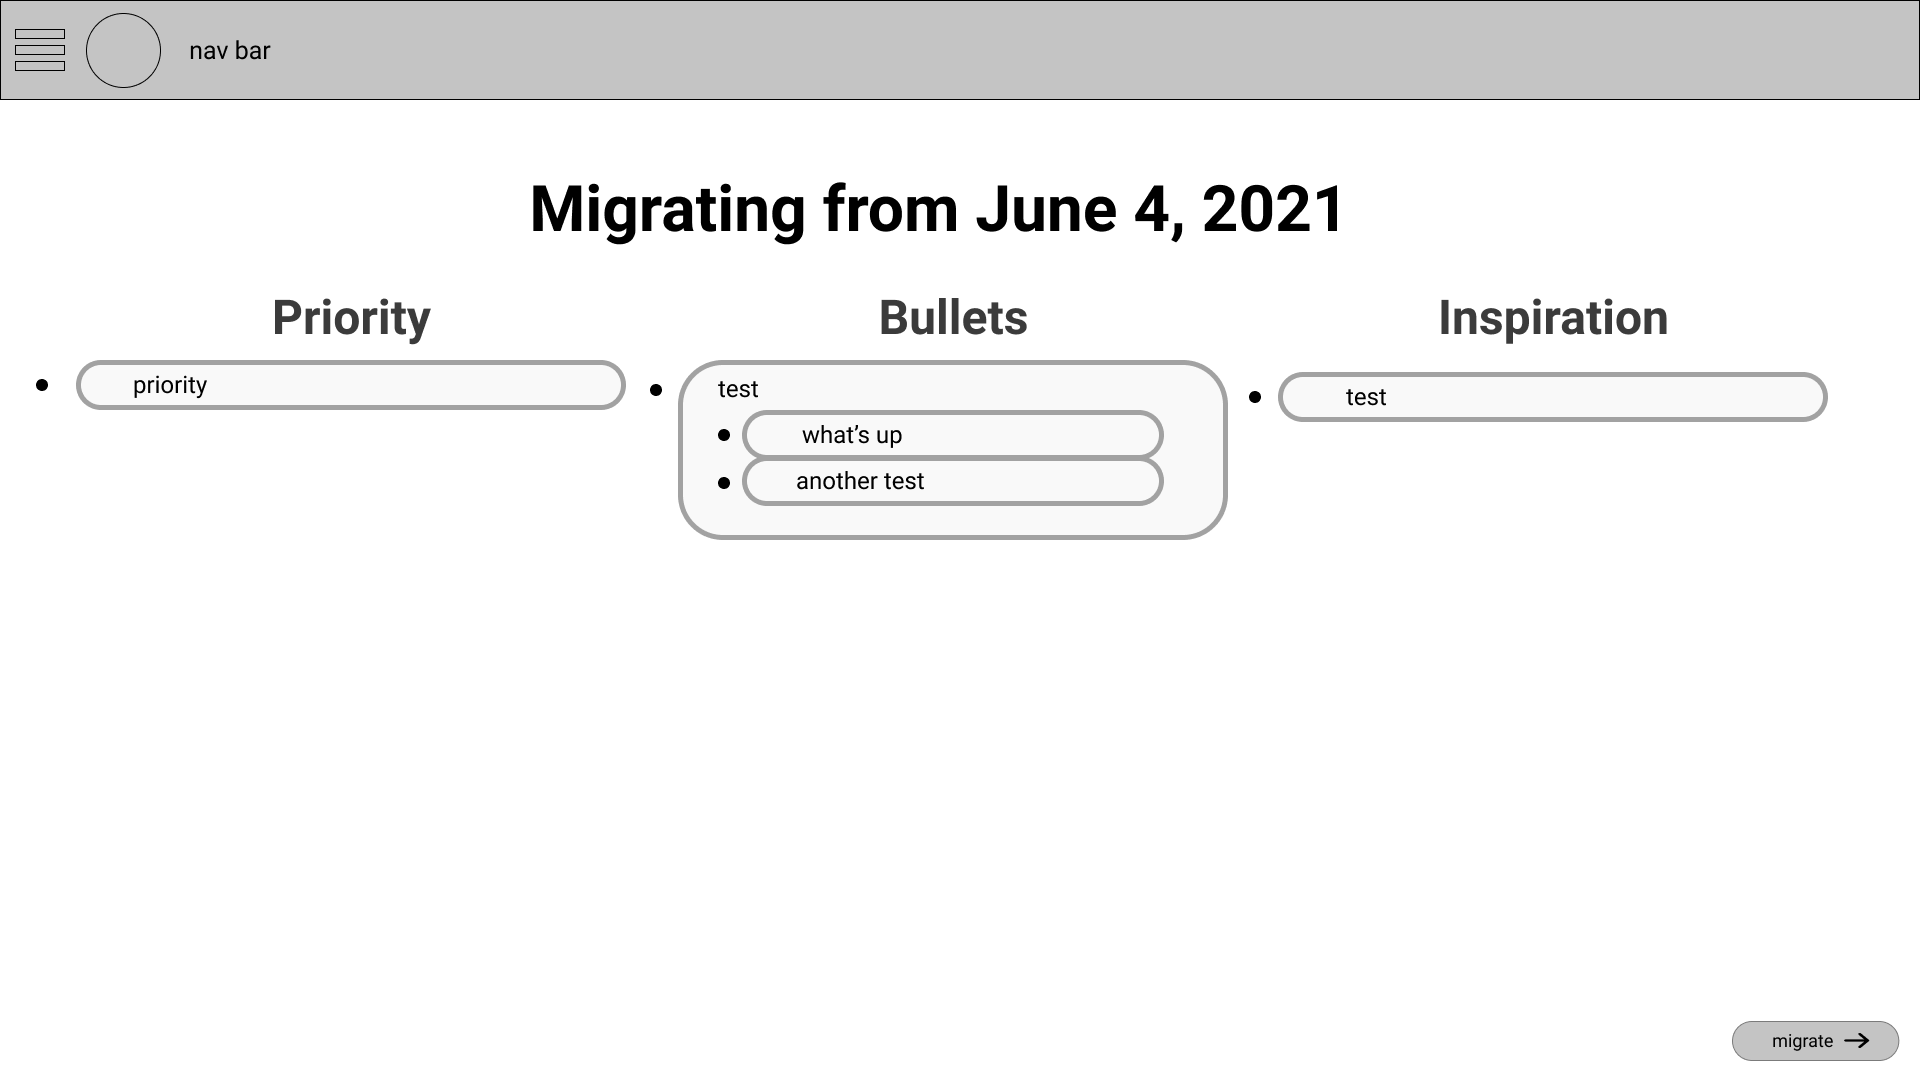 nav bar
Migrating from June 4, 2021
Priority
Bullets
Inspiration
priority
test
what’s up
another test
test
migrate